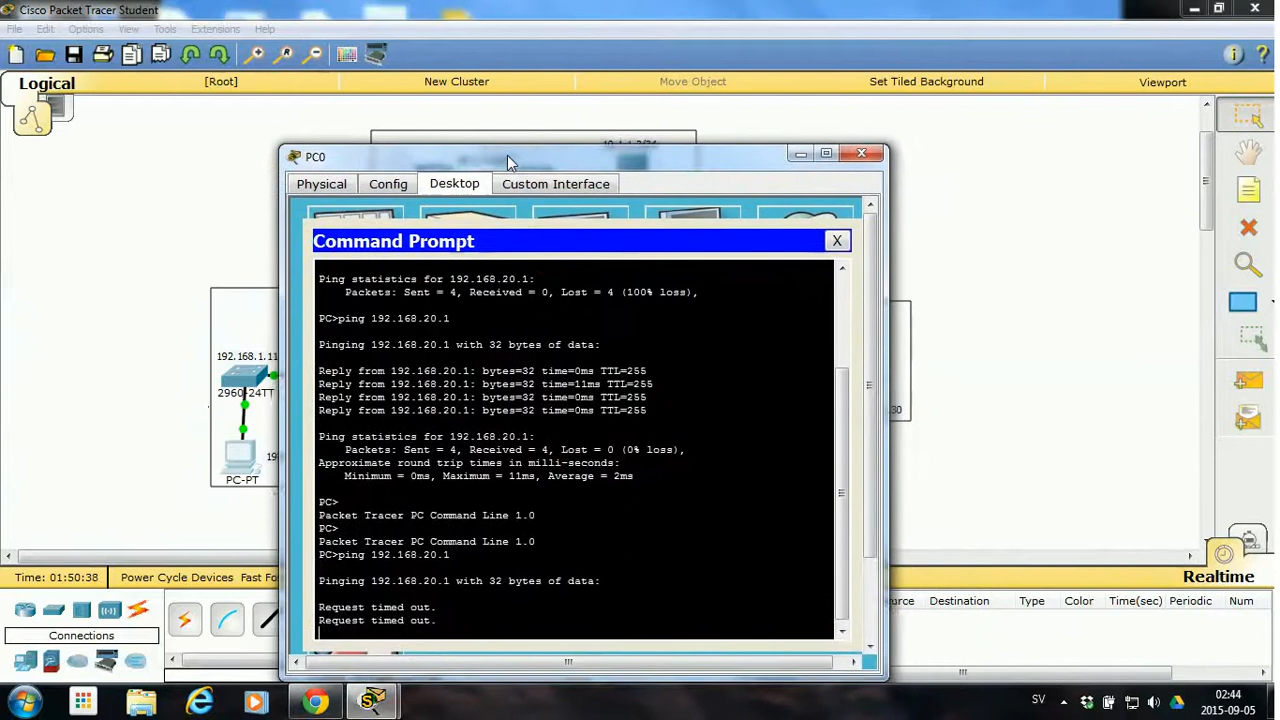 Cisco Packet Tracer Student
File Edit Options View Tools Extensions Help
Logical
[Root]
New Cluster
Move Object
Set Tiled Background
Viewport
PC0
Physical
Config
Desktop
Custom Interface
Command Prompt
X
Ping statistics for 192.168.20.1:
Packets: Sent = 4, Received = 0, Lost = 4 (100% loss),
PC>ping 192.168.20.1
Pinging 192.168.20.1 with 32 bytes of data:
Reply from 192.168.20.1: bytes=32 time=0ms TTL=255
Reply from 192.168.20.1: bytes=32 time=11ms TTL=255
Reply from 192.168.20.1: bytes=32 time=0ms TTL=255
Reply from 192.168.20.1: bytes=32 time=0ms TTL=255
Ping statistics for 192.168.20.1:
Packets: Sent = 4, Received = 4, Lost = 0 (0% loss),
Approximate round trip times in milli-seconds:
Minimum = 0ms, Maximum = 11ms, Average = 2ms
PC>
Packet Tracer PC Command Line 1.0
PC>
Packet Tracer PC Command Line 1.0
PC>ping 192.168.20.1
Pinging 192.168.20.1 with 32 bytes of data:
Request timed out.
Request timed out.
192.168.1.11
2960-24TT
19
PC-PT
30
Time: 01:50:38
Power Cycle Devices Fast Fo
Realtime
Connections
ource
Destination
Type
Color
Time(sec)
Periodic
Num
SV
02:44
2015-09-05